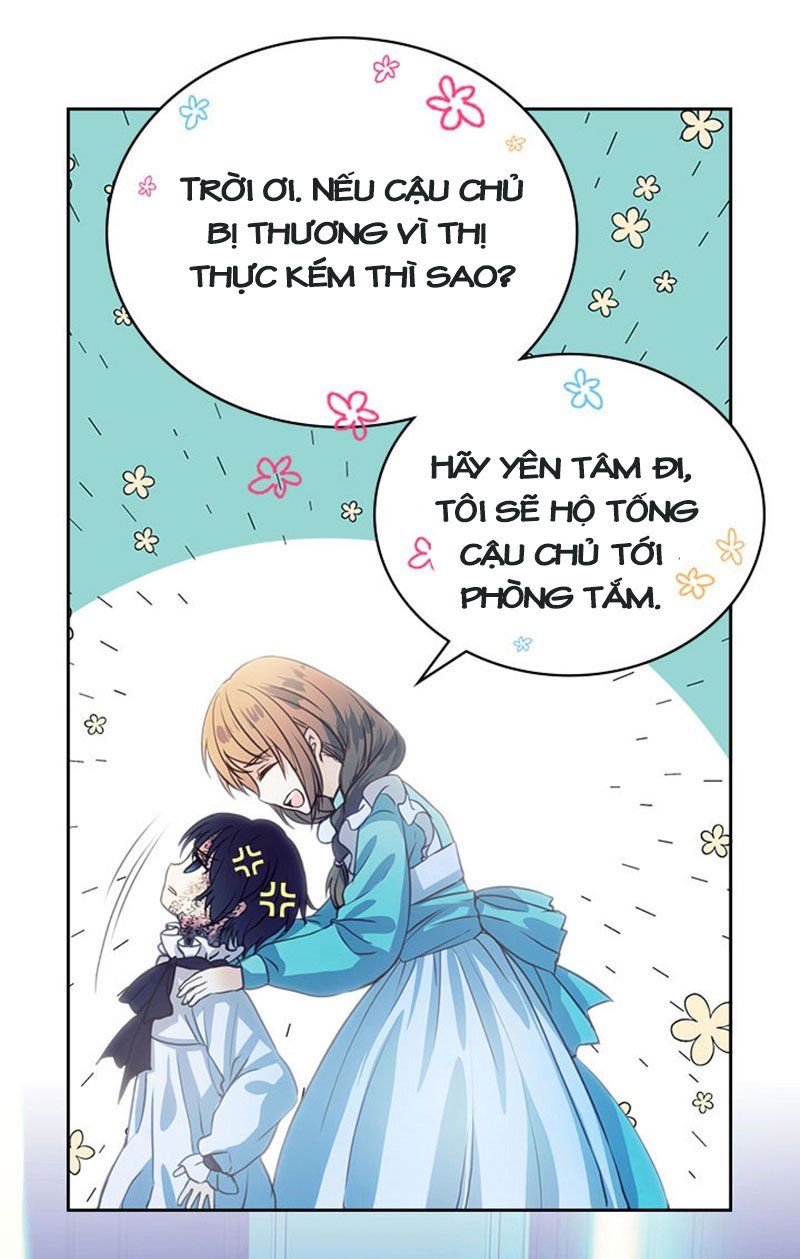 TRỜI ƠI. NẾU CẬU CHỦ
BỊ THƯƠNG VÌ THỊ
THỰC KÉM THÌ SAO?
HÃY YÊN TÂM ĐI,
TÔI SẼ HỘ TỐNG
CẬU CHỦ TỚI
PHÒNG TẮM.